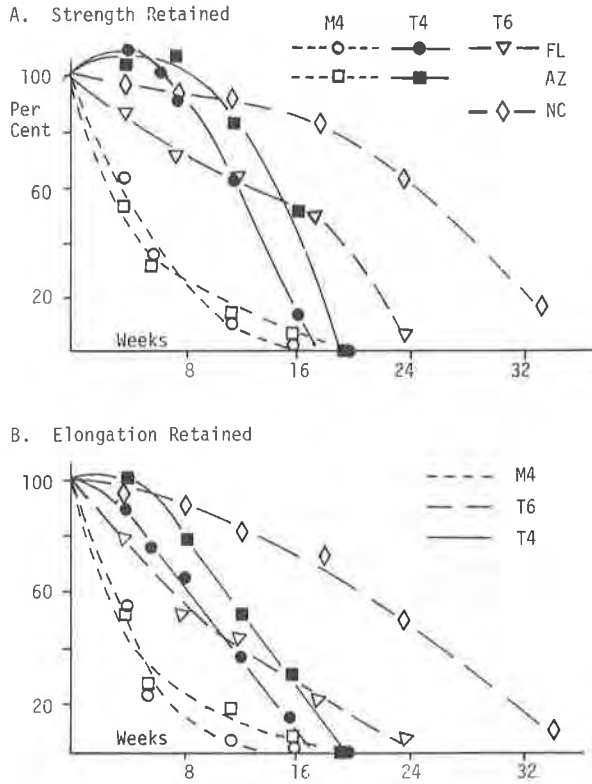 A. Strength Retained
M4 T4 T6
FL
AZ
NC
100
Per
Cent
60
20
Weeks
8 16 24 32
B. Elongation Retained
M4
T6
T4
100
60
20
Weeks
8 16 24 32